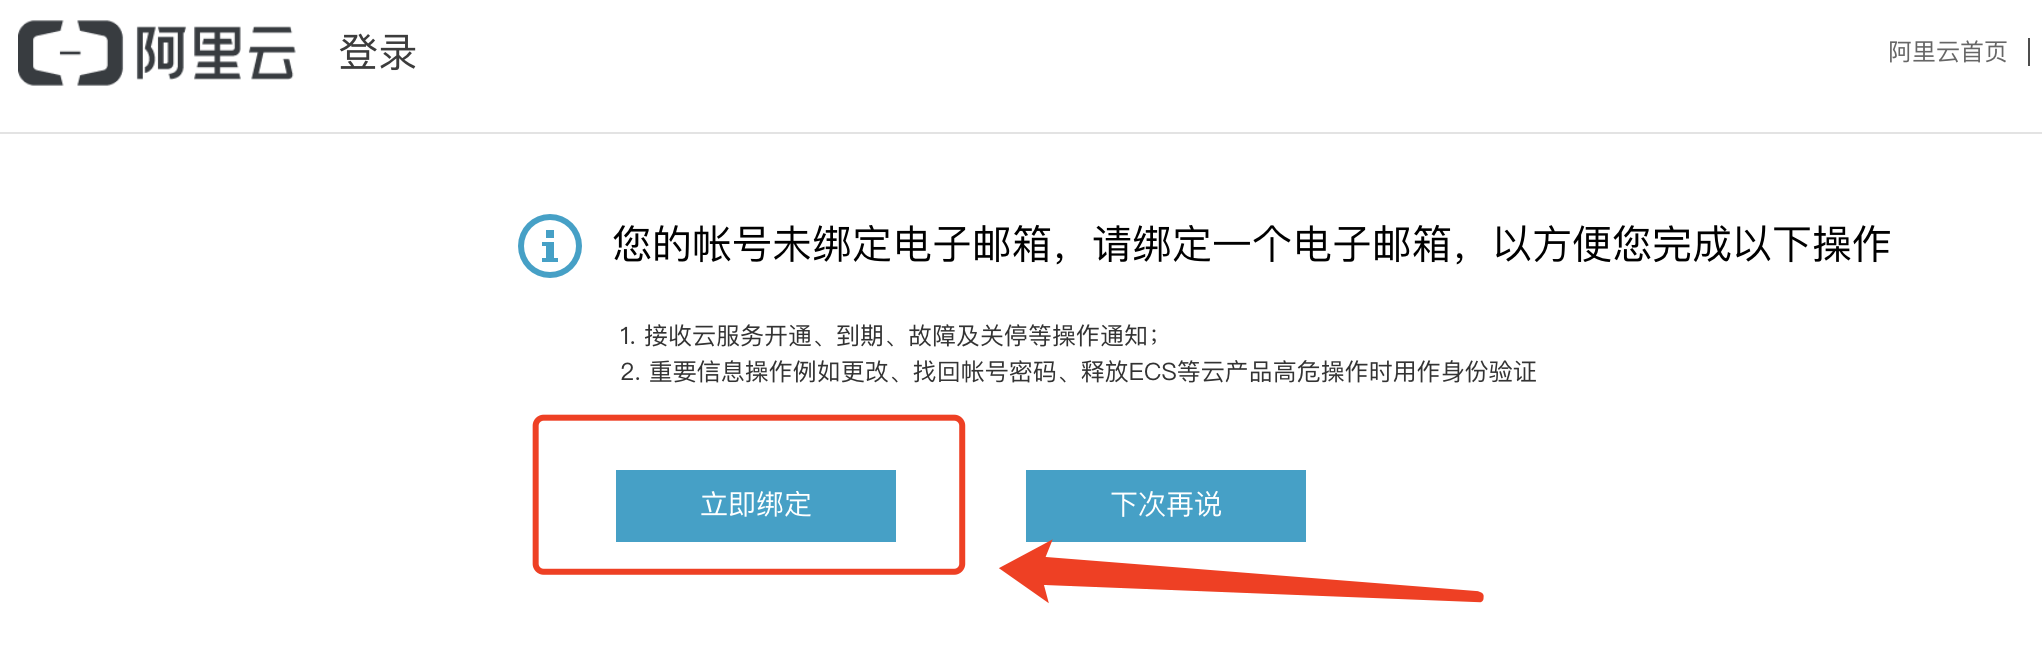 阿里云 登录 阿里云首页
您的帐号未绑定电子邮箱，请绑定一个电子邮箱，以方便您完成以下操作
1. 接收云服务开通、到期、故障及关停等操作通知；
2. 重要信息操作例如更改、找回帐号密码、释放ECS等云产品高危操作时用作身份验证
立即绑定 下次再说